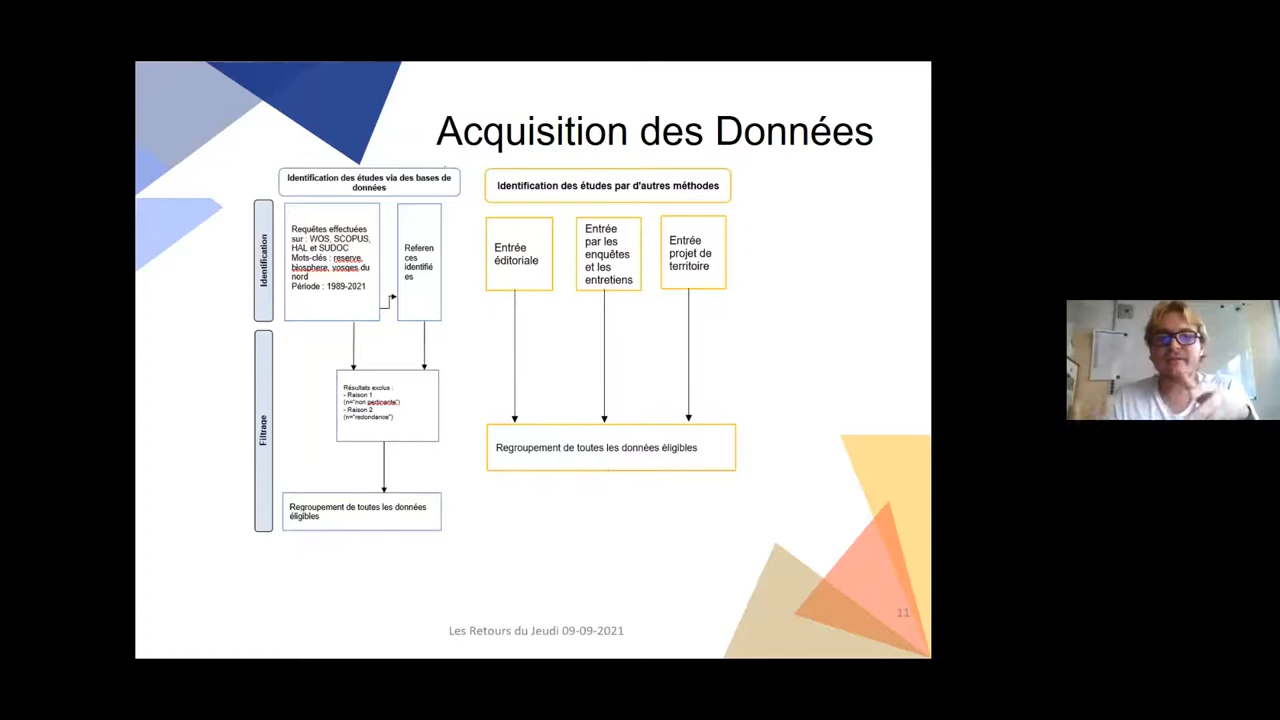 Acquisition des Données
Identification des études via des bases de
données
Identification des études par d'autres méthodes
Identification
Requêtes effectuées
sur : WOS, SCOPUS,
HAL et SUDOC
Mots-clés : reserve,
biosphere, vosges du
nord
Période : 1989-2021
Referen
ces
identifié
es
Entrée
éditoriale
Entrée
par les
enquêtes
et les
entretiens
Entrée
projet de
territoire
Filtrage
Résultats exclus :
- Raison 1
(n="non pertinante")
- Raison 2
(n="redondance")
Regroupement de toutes les données éligibles
Regroupement de toutes les données
éligibles
11
Les Retours du Jeudi 09-09-2021